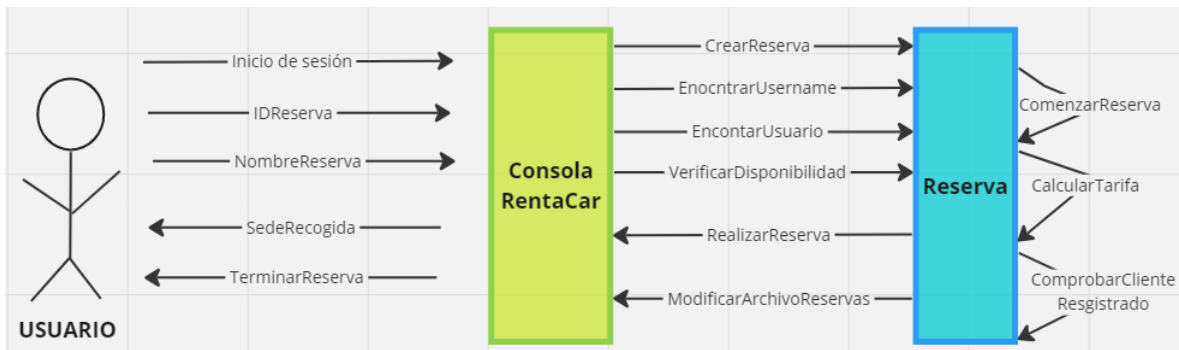 Inicio de sesión
IDReserva
NombreReserva
SedeRecogida
TerminarReserva
USUARIO
Consola
RentaCar
CrearReserva
EnocntrarUsername
EncontarUsuario
VerificarDisponibilidad
RealizarReserva
ModificarArchivoReservas
Reserva
ComenzarReserva
CalcularTarifa
ComprobarCliente
Resgistrado